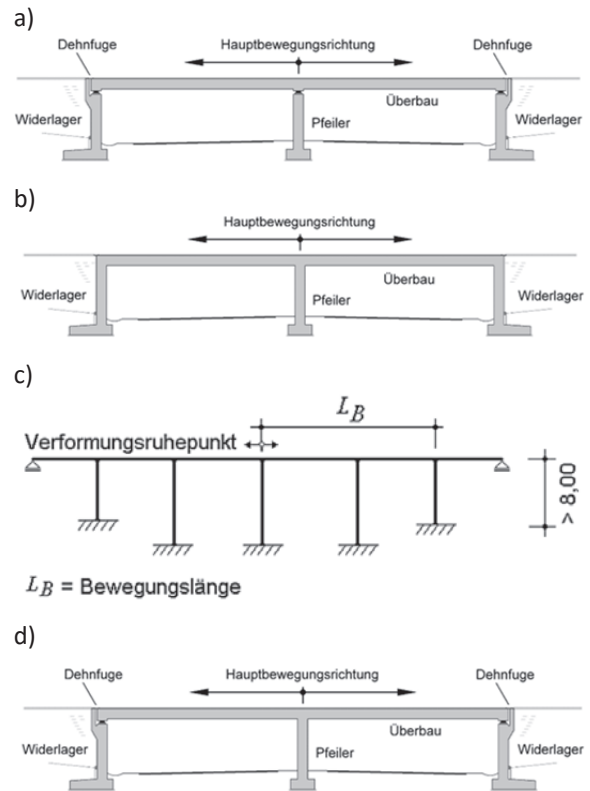 a)
Dehnfuge Hauptbewegungsrichtung Dehnfuge
Überbau
Widerlager Pfeiler Widerlager
b)
Hauptbewegungsrichtung
Überbau
Widerlager Pfeiler Widerlager
c)
L_B
Verformungsruhepunkt
> 8,00
L_B = Bewegungslänge
d)
Dehnfuge Hauptbewegungsrichtung Dehnfuge
Überbau
Widerlager Pfeiler Widerlager